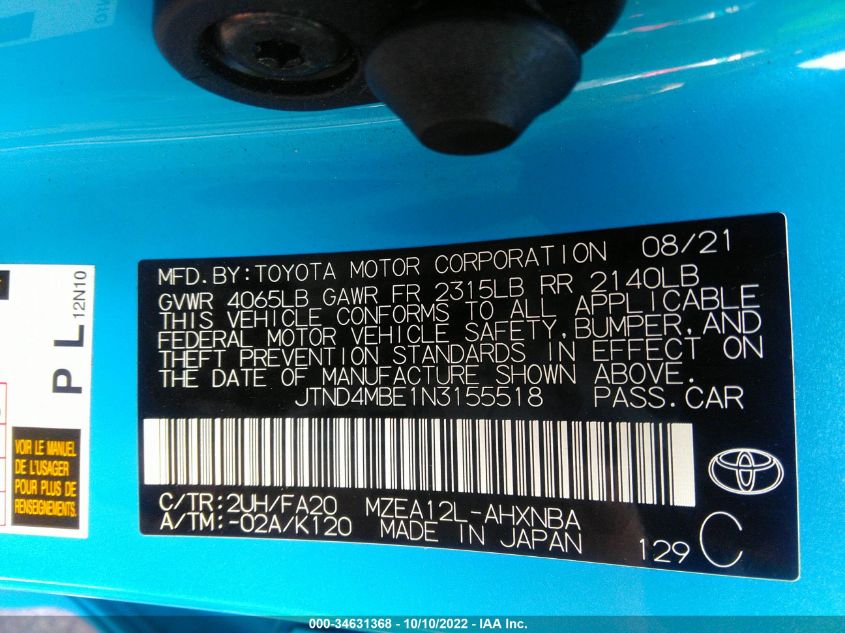 MFD.BY:TOYOTA MOTOR CORPORATION 08/21
GVWR 4065LB GAWR FR 2315LB RR 2140LB
THIS VEHICLE CONFORMS TO ALL APPLICABLE
FEDERAL MOTOR VEHICLE SAFETY,BUMPER,AND
THEFT PREVENTION STANDARDS IN EFFECT ON
THE DATE OF MANUFACTURE SHOWN ABOVE.
JTND4MBE1N3155518 PASS.CAR
C/TR:2UH/FA20 MZEA12L-AHXNBA
A/TM:-02A/K120 MADE IN JAPAN
129 C
P L 12N10
VOIR LE MANUEL
DE L'USAGER
POUR PLUS DE
RENSEIGNEMENTS.
000-34631368 - 10/10/2022 - IAA Inc.